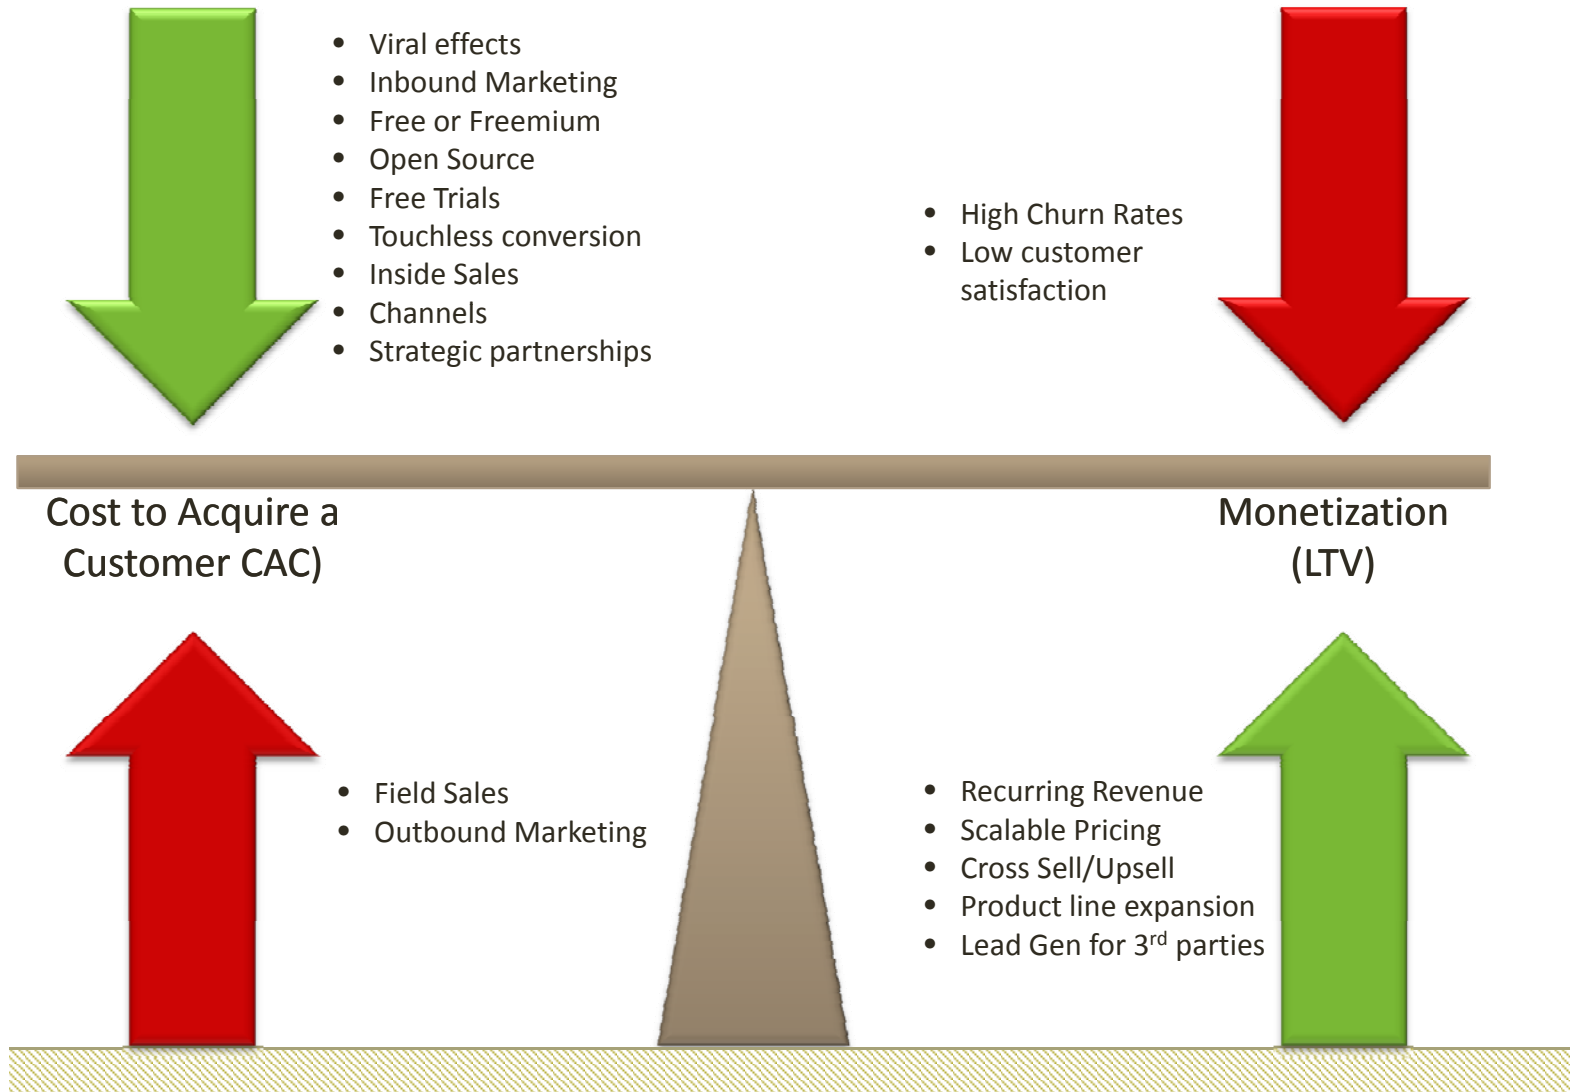 • Viral effects
• Inbound Marketing
• Free or Freemium
• Open Source
• Free Trials
• Touchless conversion
• Inside Sales
• Channels
• Strategic partnerships
• High Churn Rates
• Low customer
satisfaction
Cost to Acquire a
Customer CAC)
Monetization
(LTV)
• Field Sales
• Outbound Marketing
• Recurring Revenue
• Scalable Pricing
• Cross Sell/Upsell
• Product line expansion
• Lead Gen for 3rd parties